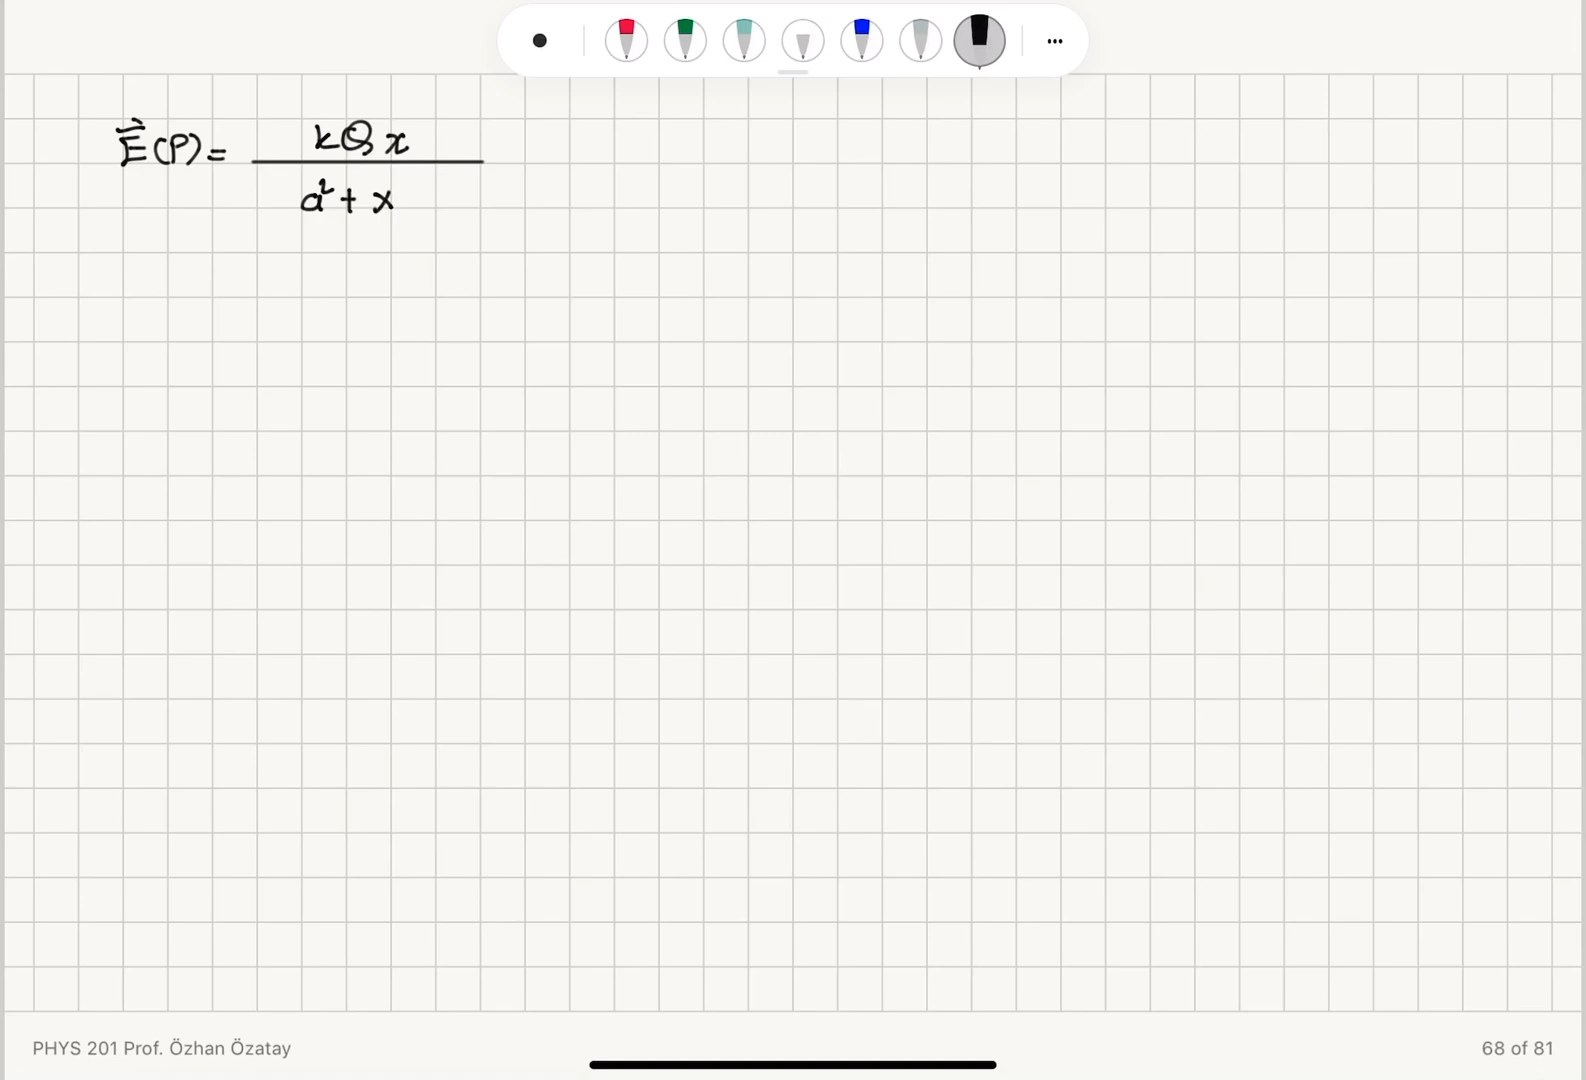 E⃗(P) = kQx / a² + x
PHYS 201 Prof. Özhan Özatay
68 of 81